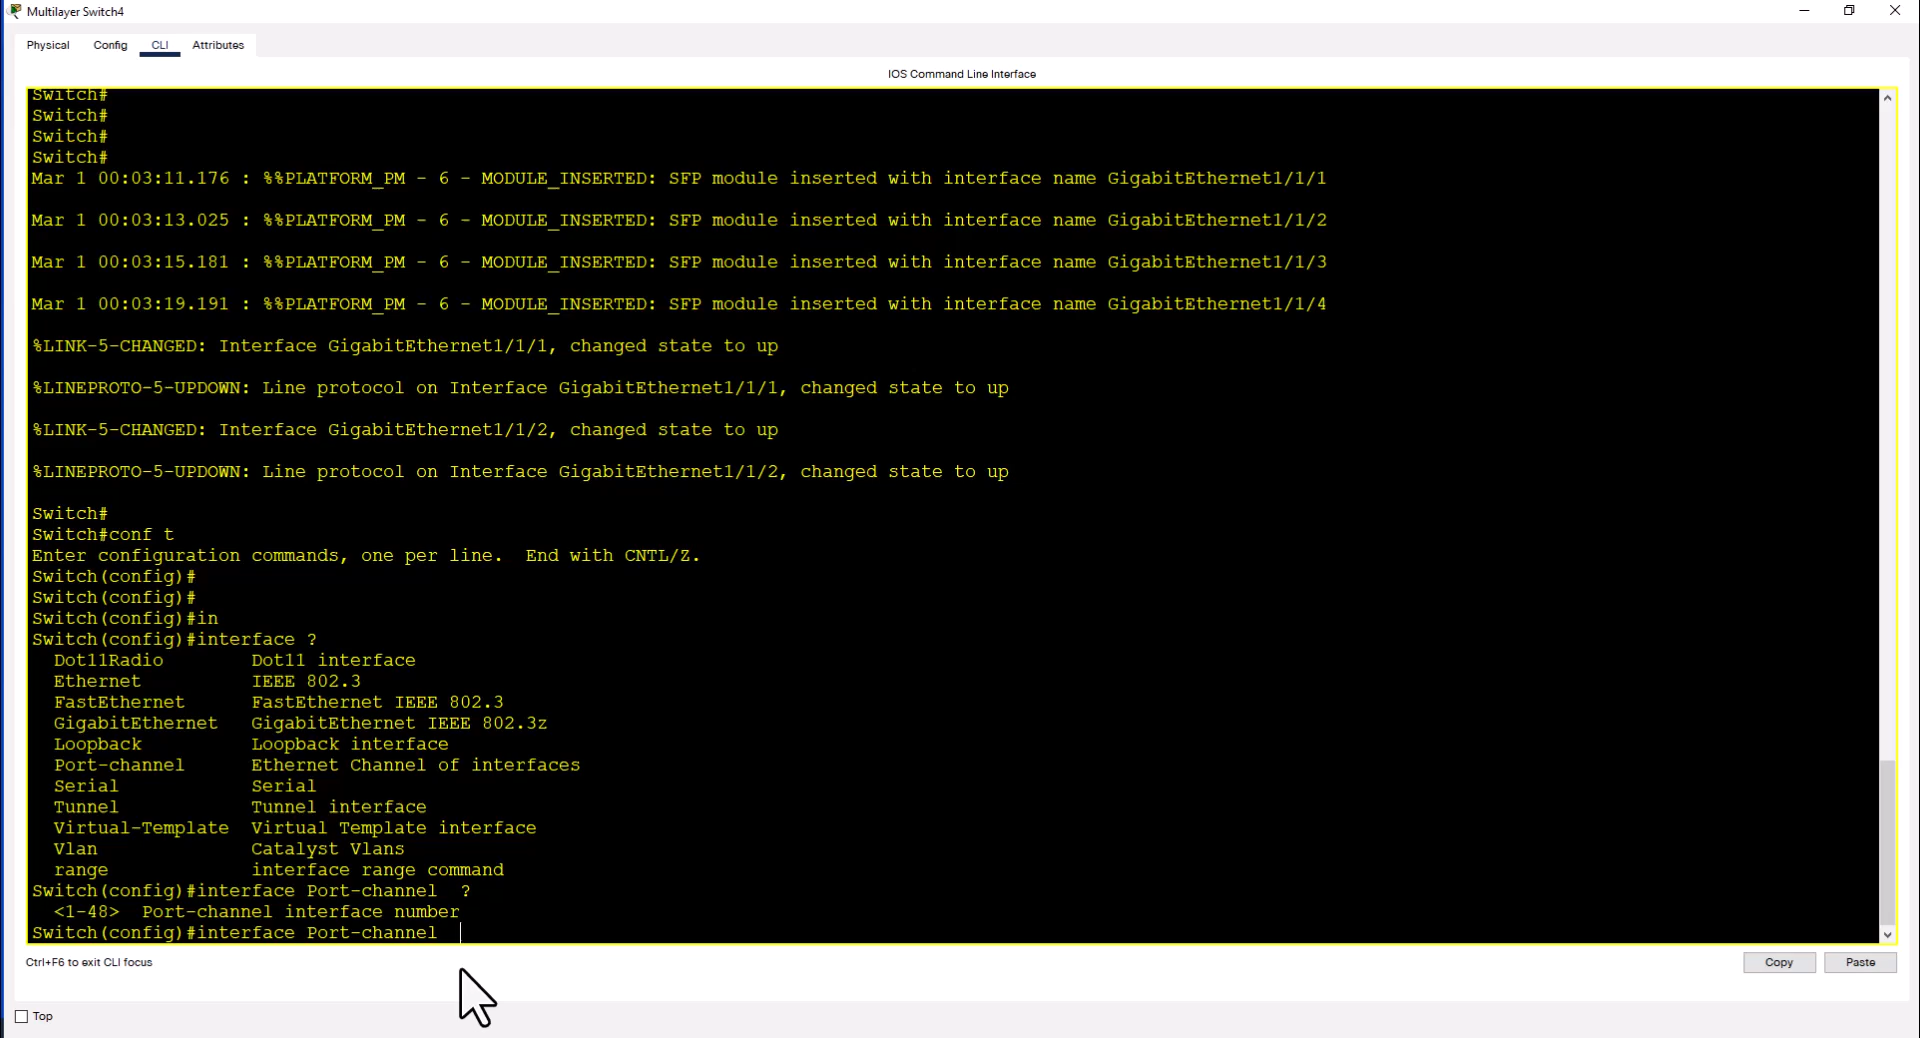 Multilayer Switch4
Physical Config CLI Attributes
IOS Command Line Interface
Switch#
Switch#
Switch#
Switch#
Mar 1 00:03:11.176 : %%PLATFORM_PM - 6 - MODULE_INSERTED: SFP module inserted with interface name GigabitEthernet1/1/1
Mar 1 00:03:13.025 : %%PLATFORM_PM - 6 - MODULE_INSERTED: SFP module inserted with interface name GigabitEthernet1/1/2
Mar 1 00:03:15.181 : %%PLATFORM_PM - 6 - MODULE_INSERTED: SFP module inserted with interface name GigabitEthernet1/1/3
Mar 1 00:03:19.191 : %%PLATFORM_PM - 6 - MODULE_INSERTED: SFP module inserted with interface name GigabitEthernet1/1/4
%LINK-5-CHANGED: Interface GigabitEthernet1/1/1, changed state to up
%LINEPROTO-5-UPDOWN: Line protocol on Interface GigabitEthernet1/1/1, changed state to up
%LINK-5-CHANGED: Interface GigabitEthernet1/1/2, changed state to up
%LINEPROTO-5-UPDOWN: Line protocol on Interface GigabitEthernet1/1/2, changed state to up
Switch#
Switch#conf t
Enter configuration commands, one per line.  End with CNTL/Z.
Switch(config)#
Switch(config)#
Switch(config)#in
Switch(config)#interface ?
Dot11Radio Dot11 interface
Ethernet IEEE 802.3
FastEthernet FastEthernet IEEE 802.3
GigabitEthernet GigabitEthernet IEEE 802.3z
Loopback Loopback interface
Port-channel Ethernet Channel of interfaces
Serial Serial
Tunnel Tunnel interface
Virtual-Template Virtual Template interface
Vlan Catalyst Vlans
range interface range command
Switch(config)#interface Port-channel  ?
<1-48>  Port-channel interface number
Switch(config)#interface Port-channel
Ctrl+F6 to exit CLI focus
Copy Paste
Top